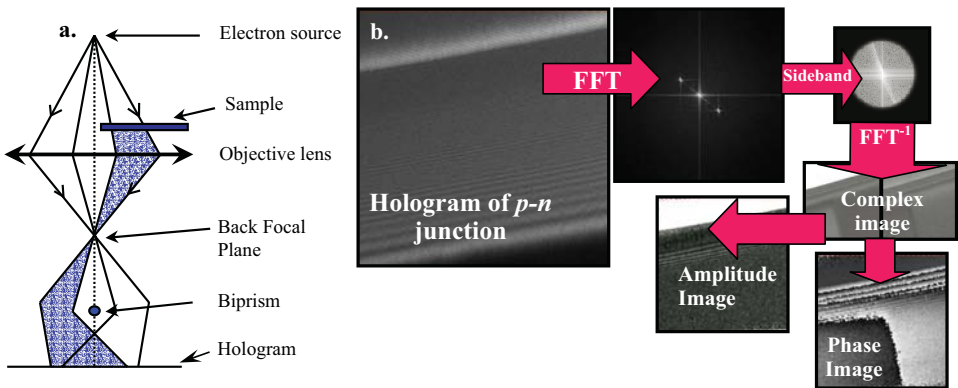 a.
Electron source
Sample
Objective lens
Back Focal
Plane
Biprism
Hologram
b.
Hologram of p-n
junction
FFT
Sideband
FFT-1
Complex
image
Amplitude
Image
Phase
Image